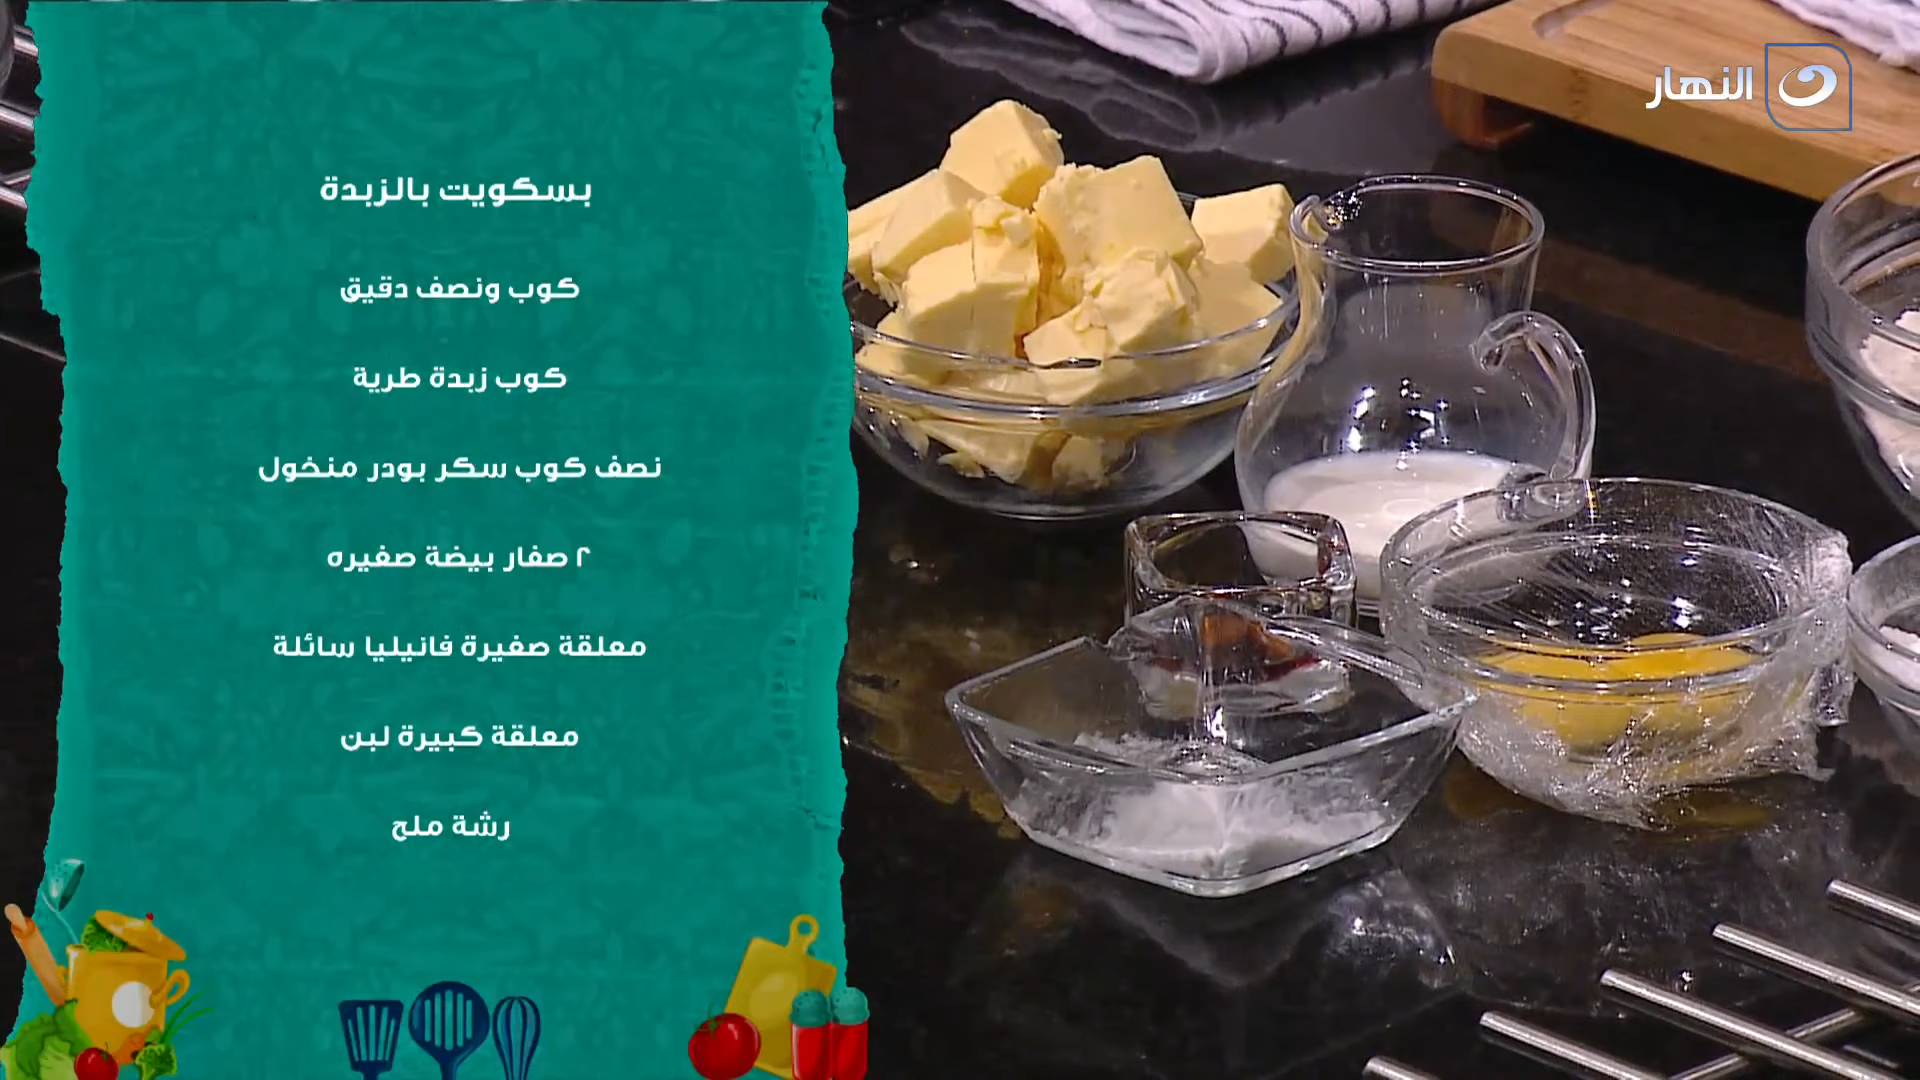 النهار
بسكويت بالزبدة
كوب ونصف دقيق
كوب زبدة طرية
نصف كوب سكر بودر منخول
٢ صفار بيضة صغيره
معلقة صغيرة فانيليا سائلة
معلقة كبيرة لبن
رشة ملح